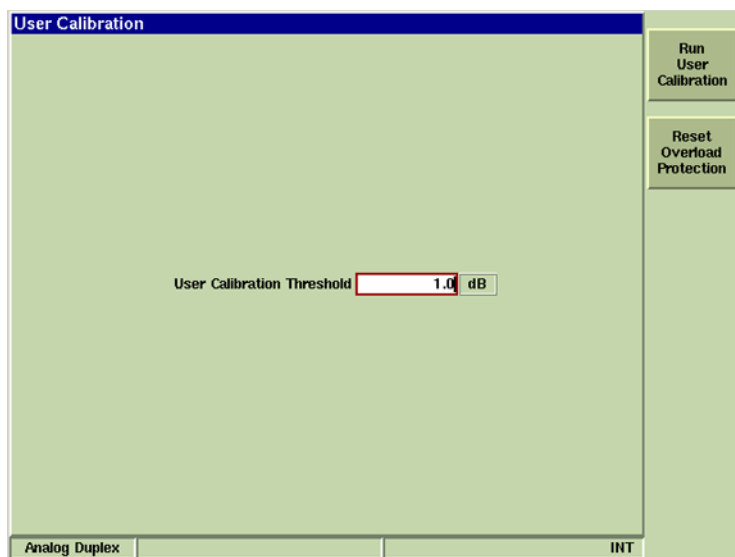 User Calibration
Run
User
Calibration
Reset
Overload
Protection
User Calibration Threshold 1.0 dB
Analog Duplex INT